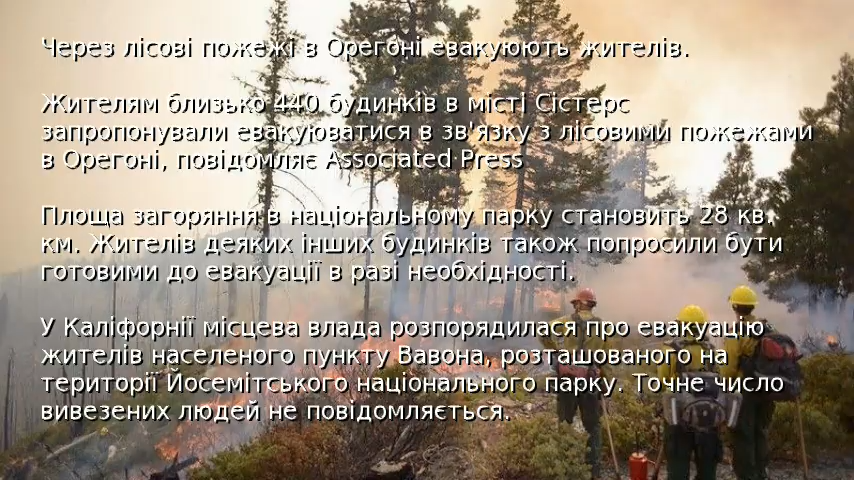 Через лісові пожежі в Орегоні евакуюють жителів.
Жителям близько 440 будинків в місті Сістерс
запропонували евакуюватися в зв'язку з лісовими пожежами
в Орегоні, повідомляє Associated Press
Площа загоряння в національному парку становить 28 кв.
км. Жителів деяких інших будинків також попросили бути
готовими до евакуації в разі необхідності.
У Каліфорнії місцева влада розпорядилася про евакуацію
жителів населеного пункту Вавона, розташованого на
території Йосемітського національного парку. Точне число
вивезених людей не повідомляється.